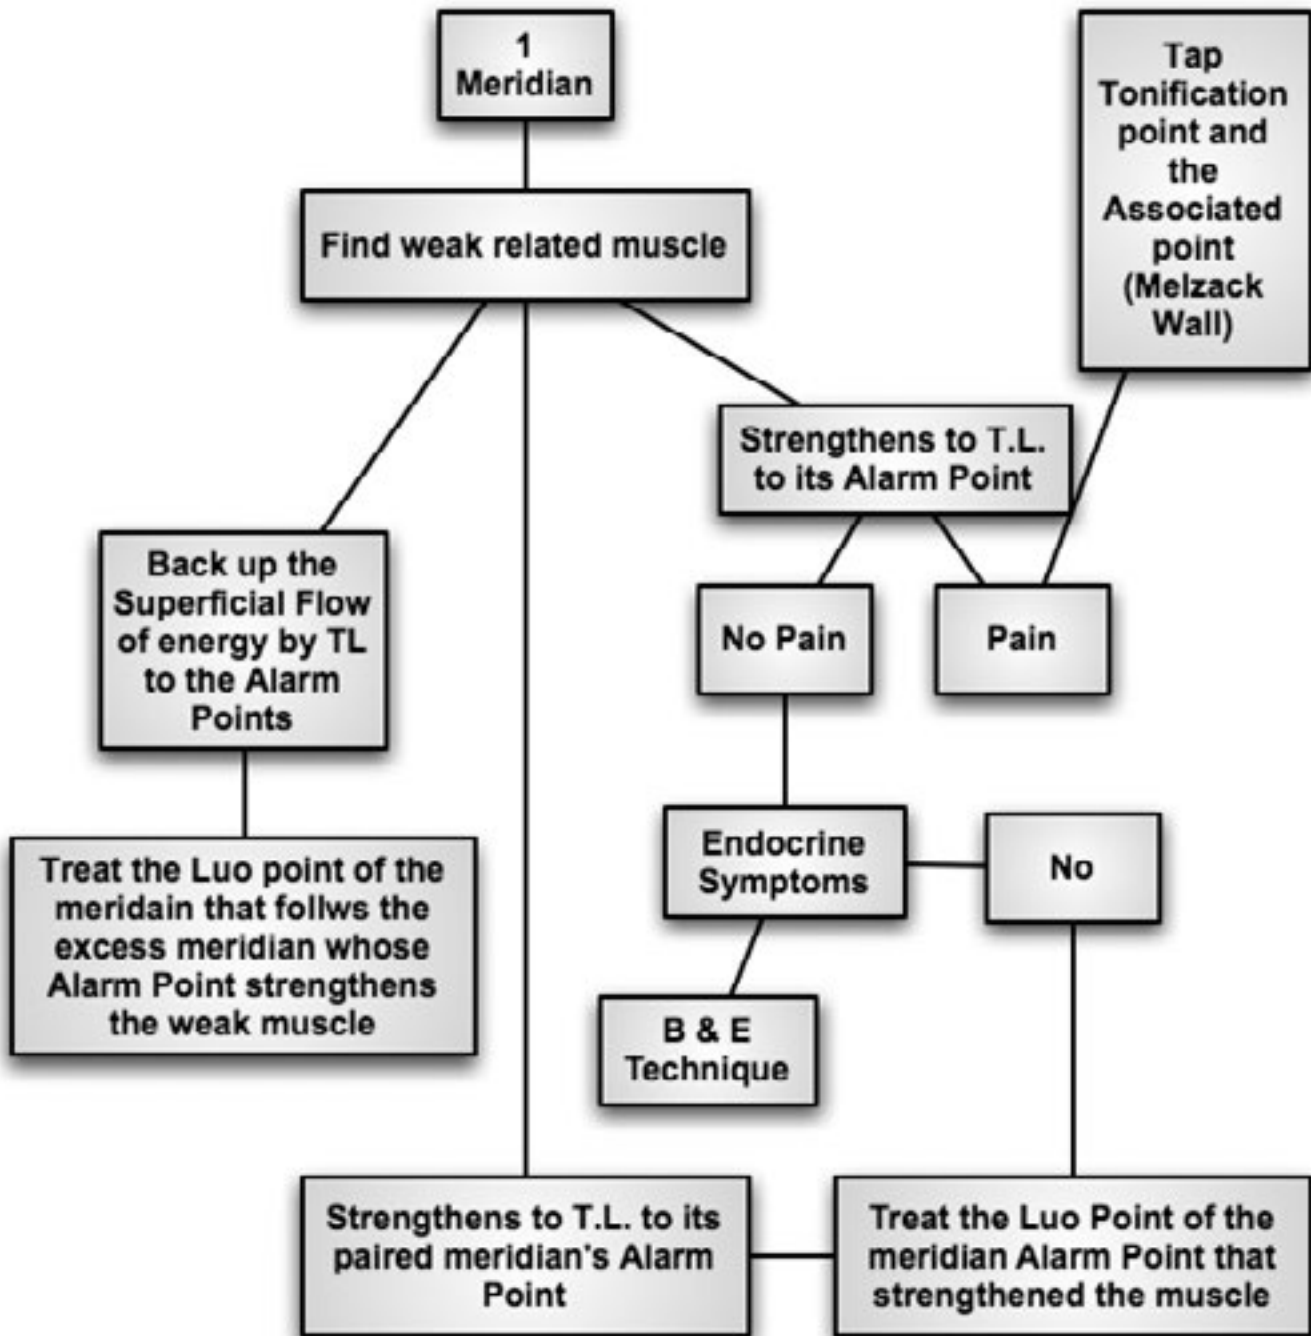 1
Meridian
Tap
Tonification
point and
the
Associated
point
(Melzack
Wall)
Find weak related muscle
Strengthens to T.L.
to its Alarm Point
Back up the
Superficial Flow
of energy by TL
to the Alarm
Points
No Pain
Pain
Endocrine
Symptoms
No
Treat the Luo point of the
meridain that follws the
excess meridian whose
Alarm Point strengthens
the weak muscle
B & E
Technique
Strengthens to T.L. to its
paired meridian's Alarm
Point
Treat the Luo Point of the
meridian Alarm Point that
strengthened the muscle